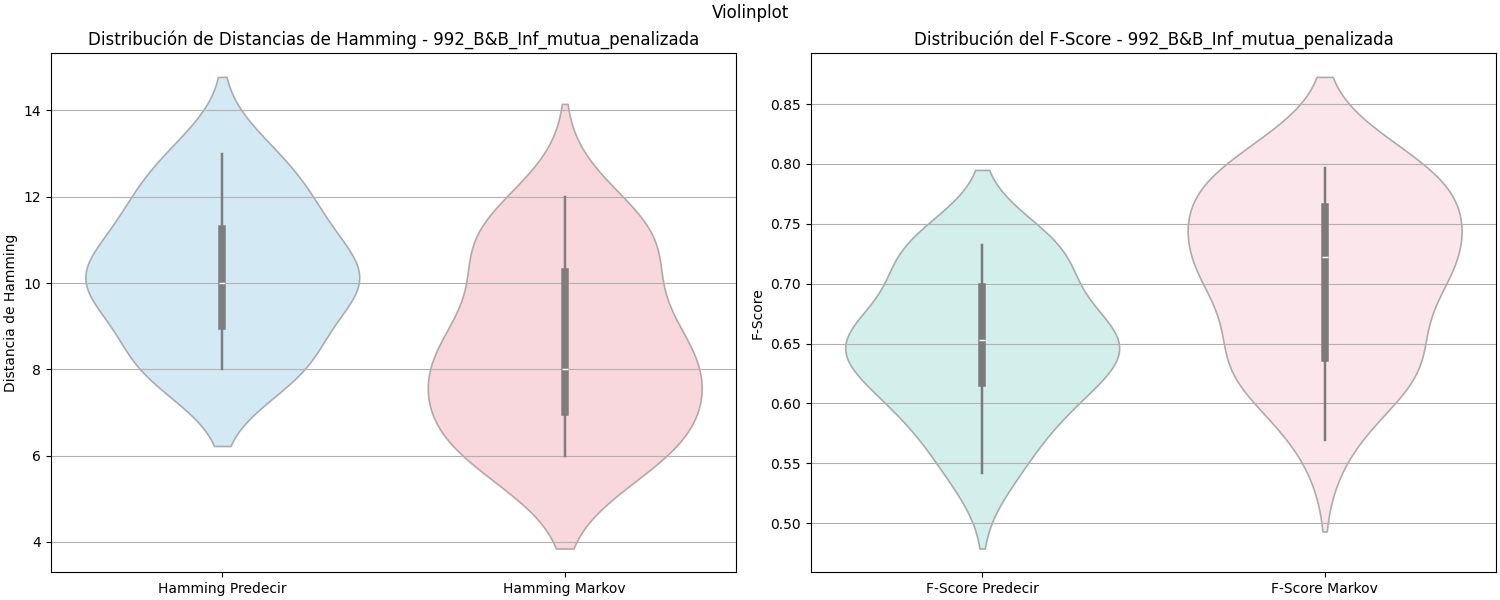 Violinplot
Distribución de Distancias de Hamming - 992_B&B_Inf_mutua_penalizada
Distancia de Hamming
14
12
10
8
6
4
Hamming Predecir
Hamming Markov
Distribución del F-Score - 992_B&B_Inf_mutua_penalizada
F-Score
0.85
0.80
0.75
0.70
0.65
0.60
0.55
0.50
F-Score Predecir
F-Score Markov